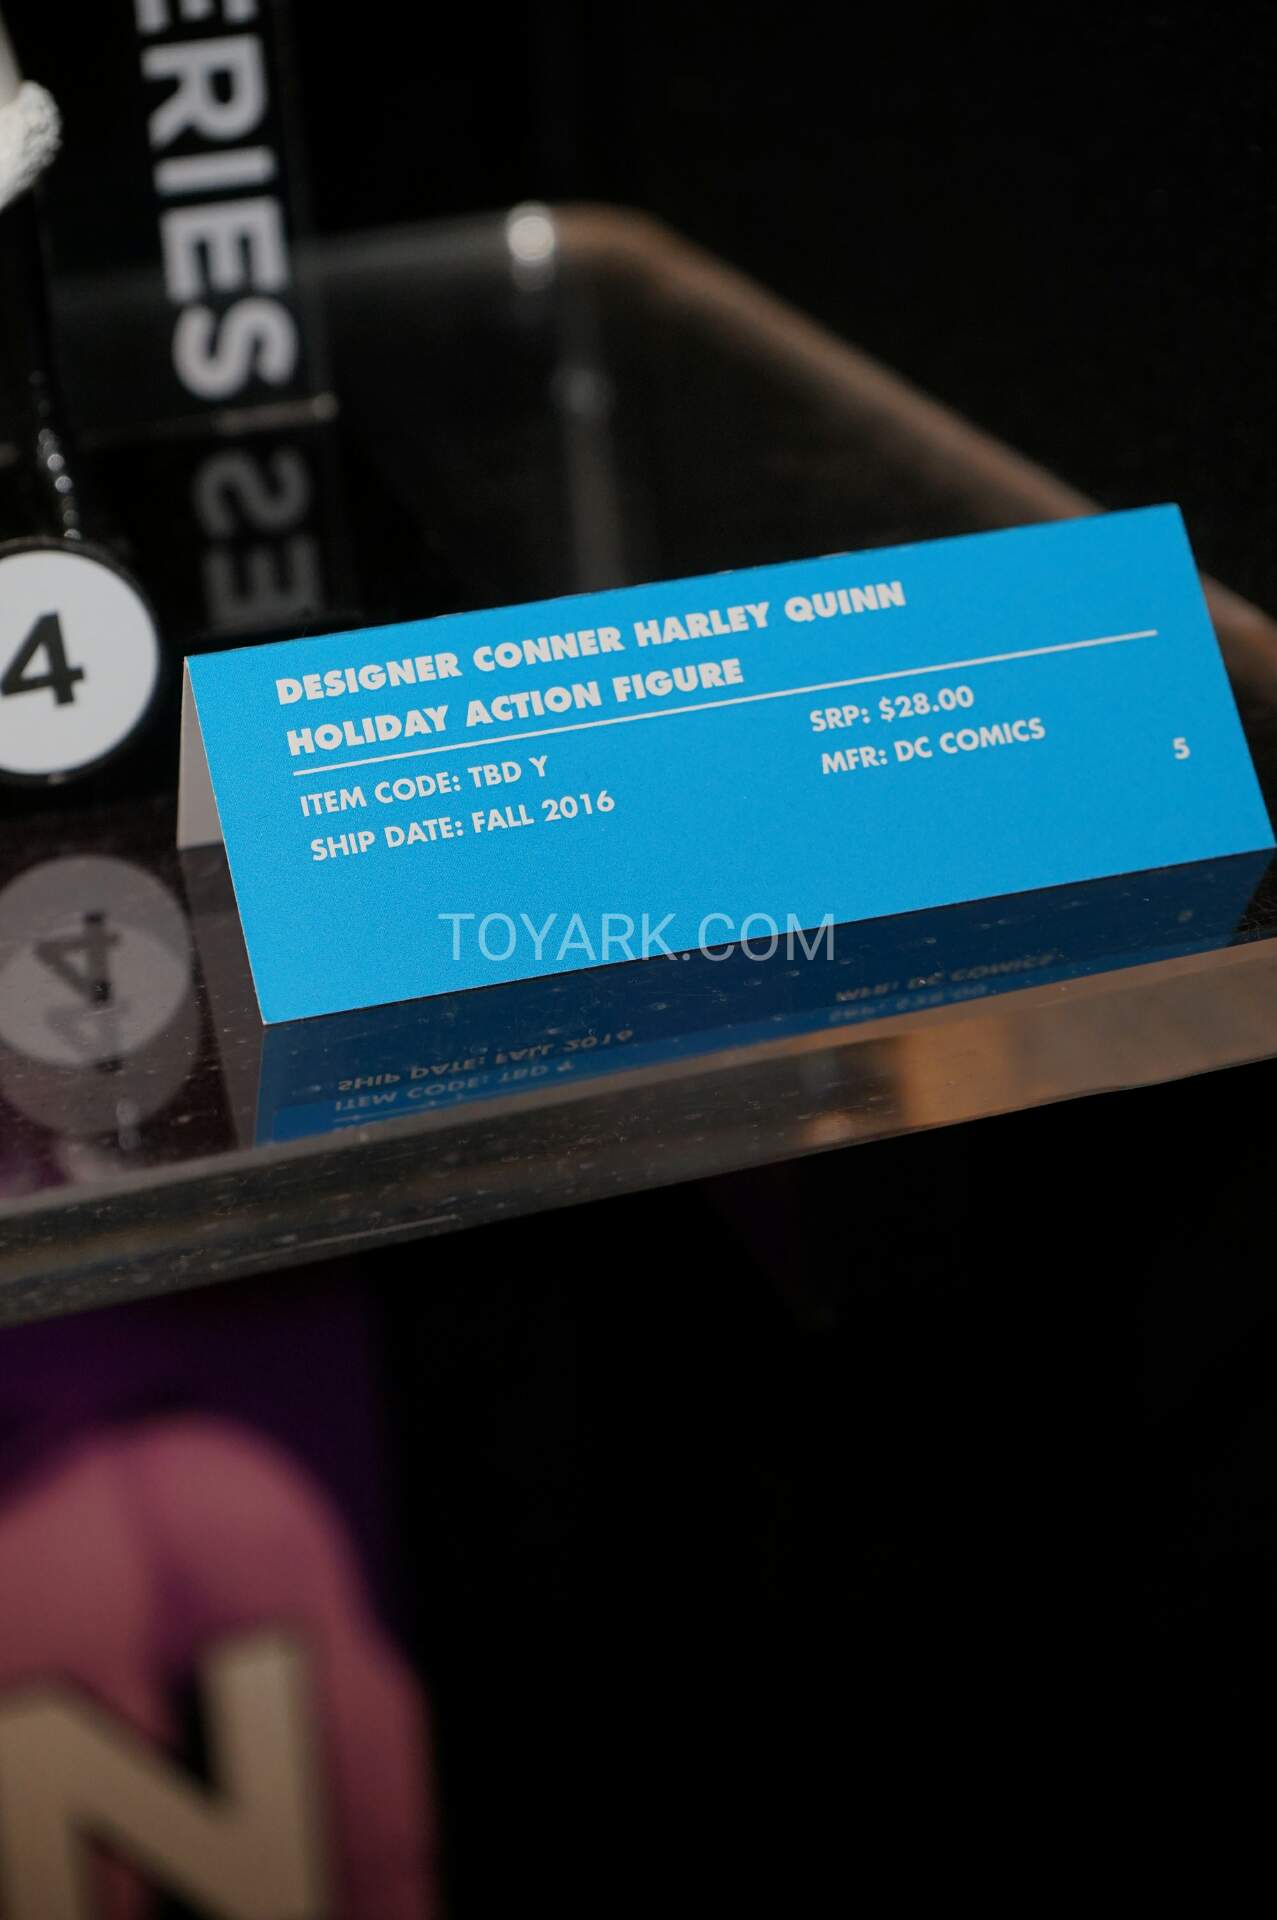 ERIES
4
DESIGNER CONNER HARLEY QUINN
HOLIDAY ACTION FIGURE
ITEM CODE: TBD Y
SHIP DATE: FALL 2016
SRP: $28.00
MFR: DC COMICS
5
TOYARK.COM
N